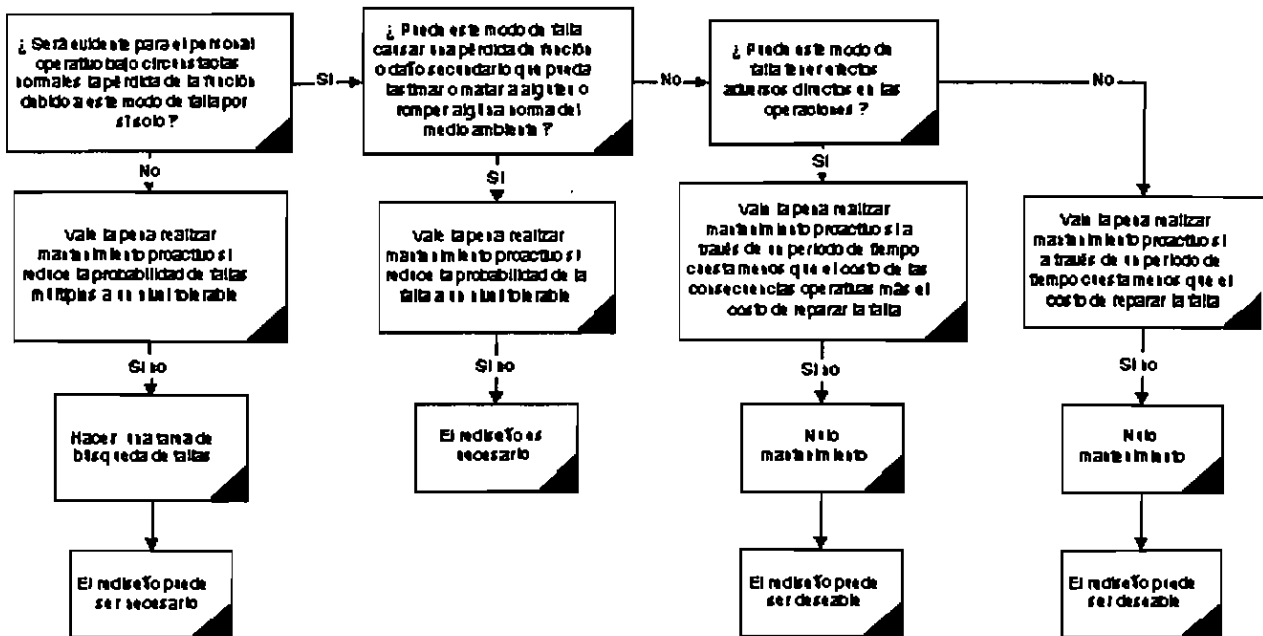 ¿ Será evidente para el personal
operativo bajo circunstacias
normales la pérdida de la función
debido a este modo de falla por
si solo ?
Sí
¿ Puede este modo de falla
causar una pérdida de función
o daño secundario que pueda
lastimar o matar a alguien o
romper alguna norma del
medio ambiente ?
No
¿ Puede este modo de
falla tener efectos
adversos directos en las
operaciones ?
No
No
Sí
Sí
Vale la pena realizar
mantenimiento proactivo si
reduce la probabilidad de fallas
múltiples a un nivel tolerable
Vale la pena realizar
mantenimiento proactivo si
reduce la probabilidad de la
falla a un nivel tolerable
Vale la pena realizar
mantenimiento proactivo si a
través de un período de tiempo
cuesta menos que el costo de las
consecuencias operativas más el
costo de reparar la falla
Vale la pena realizar
mantenimiento proactivo si
a través de un período de
tiempo cuesta menos que el
costo de reparar la falla
Si no
Si no
Si no
Si no
Hacer una tarea de
búsqueda de fallas
El rediseño es
necesario
Nulo
mantenimiento
Nulo
mantenimiento
El rediseño puede
ser necesario
El rediseño puede
ser deseable
El rediseño puede
ser deseable